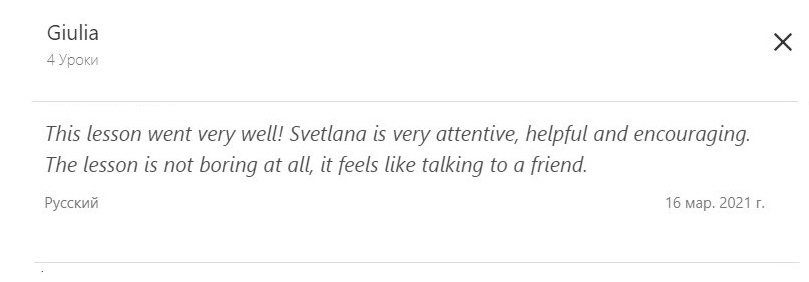 Giulia
4 Уроки
This lesson went very well! Svetlana is very attentive, helpful and encouraging.
The lesson is not boring at all, it feels like talking to a friend.
Русский
16 мар. 2021 г.